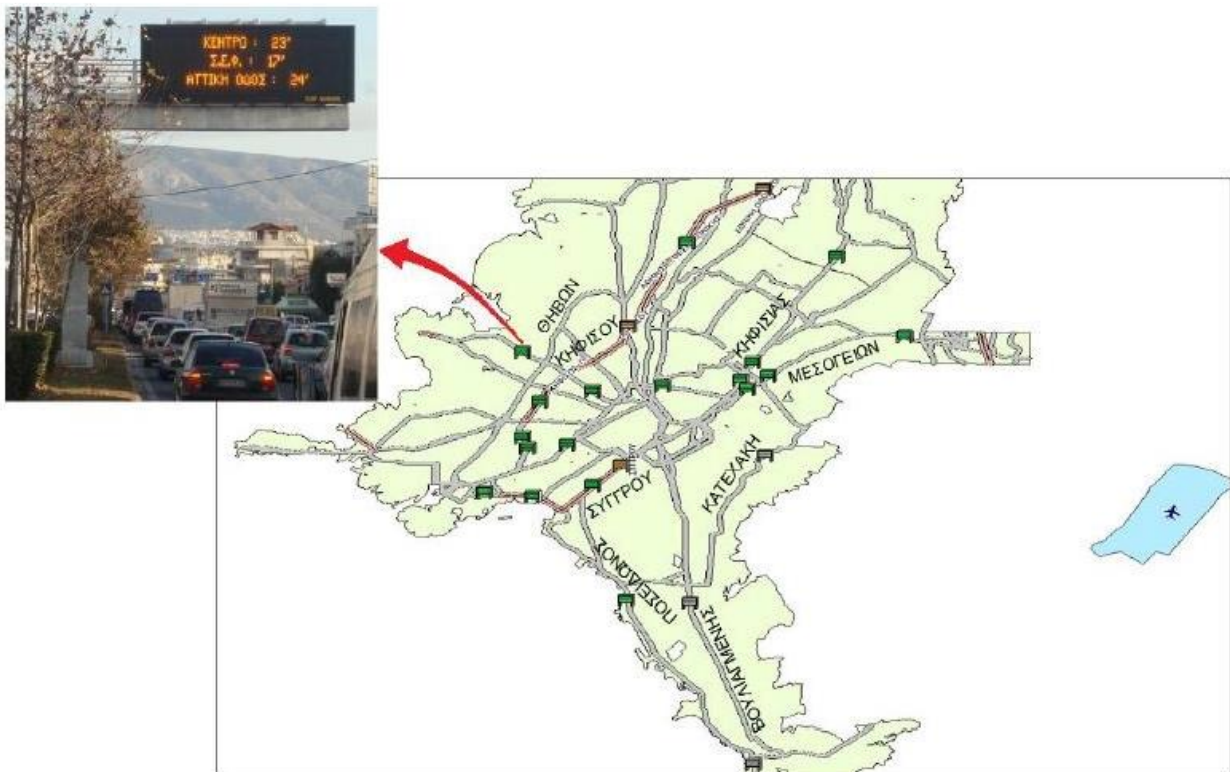 ΚΕΝΤΡΟ : 23'
Σ.Ε.Φ. : 17'
ΑΤΤΙΚΗ ΟΔΟΣ : 24'
ΘΗΒΩΝ
ΚΗΦΙΣΟΥ
ΚΗΦΙΣΙΑΣ
ΜΕΣΟΓΕΙΩΝ
ΚΑΤΕΧΑΚΗ
ΣΥΓΓΡΟΥ
ΠΟΣΕΙΔΩΝΟΣ
ΒΟΥΛΙΑΓΜΕΝΗΣ